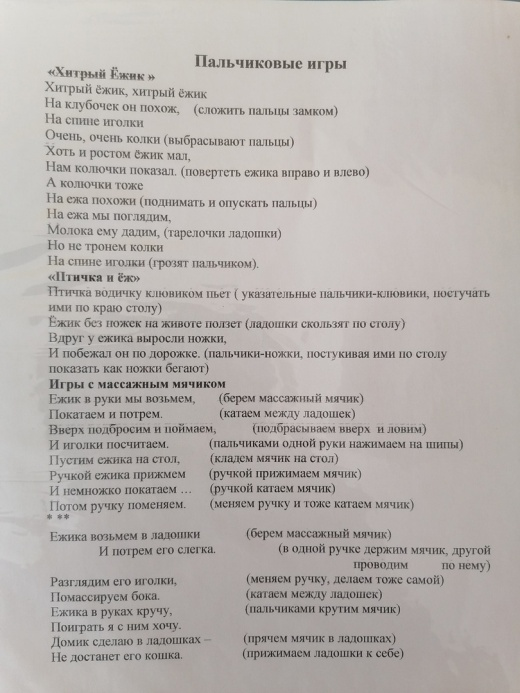 Пальчиковые игры
«Хитрый Ёжик »
Хитрый ёжик, хитрый ёжик
На клубочек он похож, (сложить пальцы замком)
На спине иголки
Очень, очень колки (выбрасывают пальцы)
Хоть и ростом ёжик мал,
Нам колючки показал. (повертеть ежика вправо и влево)
А колючки тоже
На ежа похожи (поднимать и опускать пальцы)
На ежа мы поглядим,
Молока ему дадим, (тарелочки ладошки)
Но не тронем колки
На спине иголки (грозят пальчиком).
«Птичка и ёж»
Птичка водичку клювиком пьет ( указательные пальчики-клювики, постучать
ими по краю столу)
Ёжик без ножек на животе ползет (ладошки скользят по столу)
Вдруг у ежика выросли ножки,
И побежал он по дорожке. (пальчики-ножки, постукивая ими по столу
показать как ножки бегают)
Игры с массажным мячиком
Ежик в руки мы возьмем, (берем массажный мячик)
Покатаем и потрем. (катаем между ладошек)
Вверх подбросим и поймаем, (подбрасываем вверх и ловим)
И иголки посчитаем. (пальчиками одной руки нажимаем на шипы)
Пустим ежика на стол, (кладем мячик на стол)
Ручкой ежика прижмем (ручкой прижимаем мячик)
И немножко покатаем … (ручкой катаем мячик)
Потом ручку поменяем. (меняем ручку и тоже катаем мячик)
* **
Ежика возьмем в ладошки (берем массажный мячик)
И потрем его слегка. (в одной ручке держим мячик, другой
проводим по нему)
Разглядим его иголки, (меняем ручку, делаем тоже самой)
Помассируем бока. (катаем между ладошек)
Ежика в руках кручу, (пальчиками крутим мячик)
Поиграть я с ним хочу.
Домик сделаю в ладошках – (прячем мячик в ладошках)
Не достанет его кошка. (прижимаем ладошки к себе)